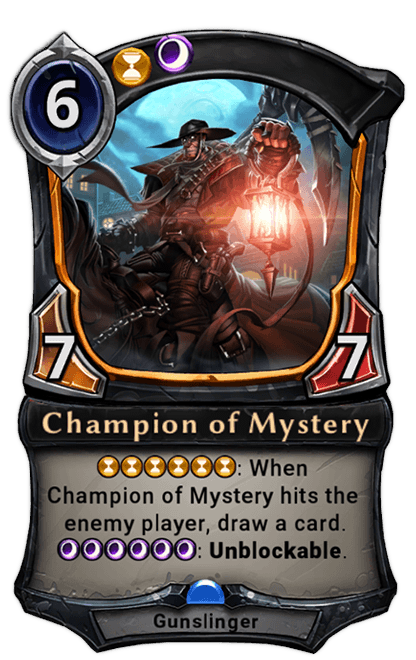 6
7
7
Champion of Mystery
: When
Champion of Mystery hits the
enemy player, draw a card.
: Unblockable.
Gunslinger